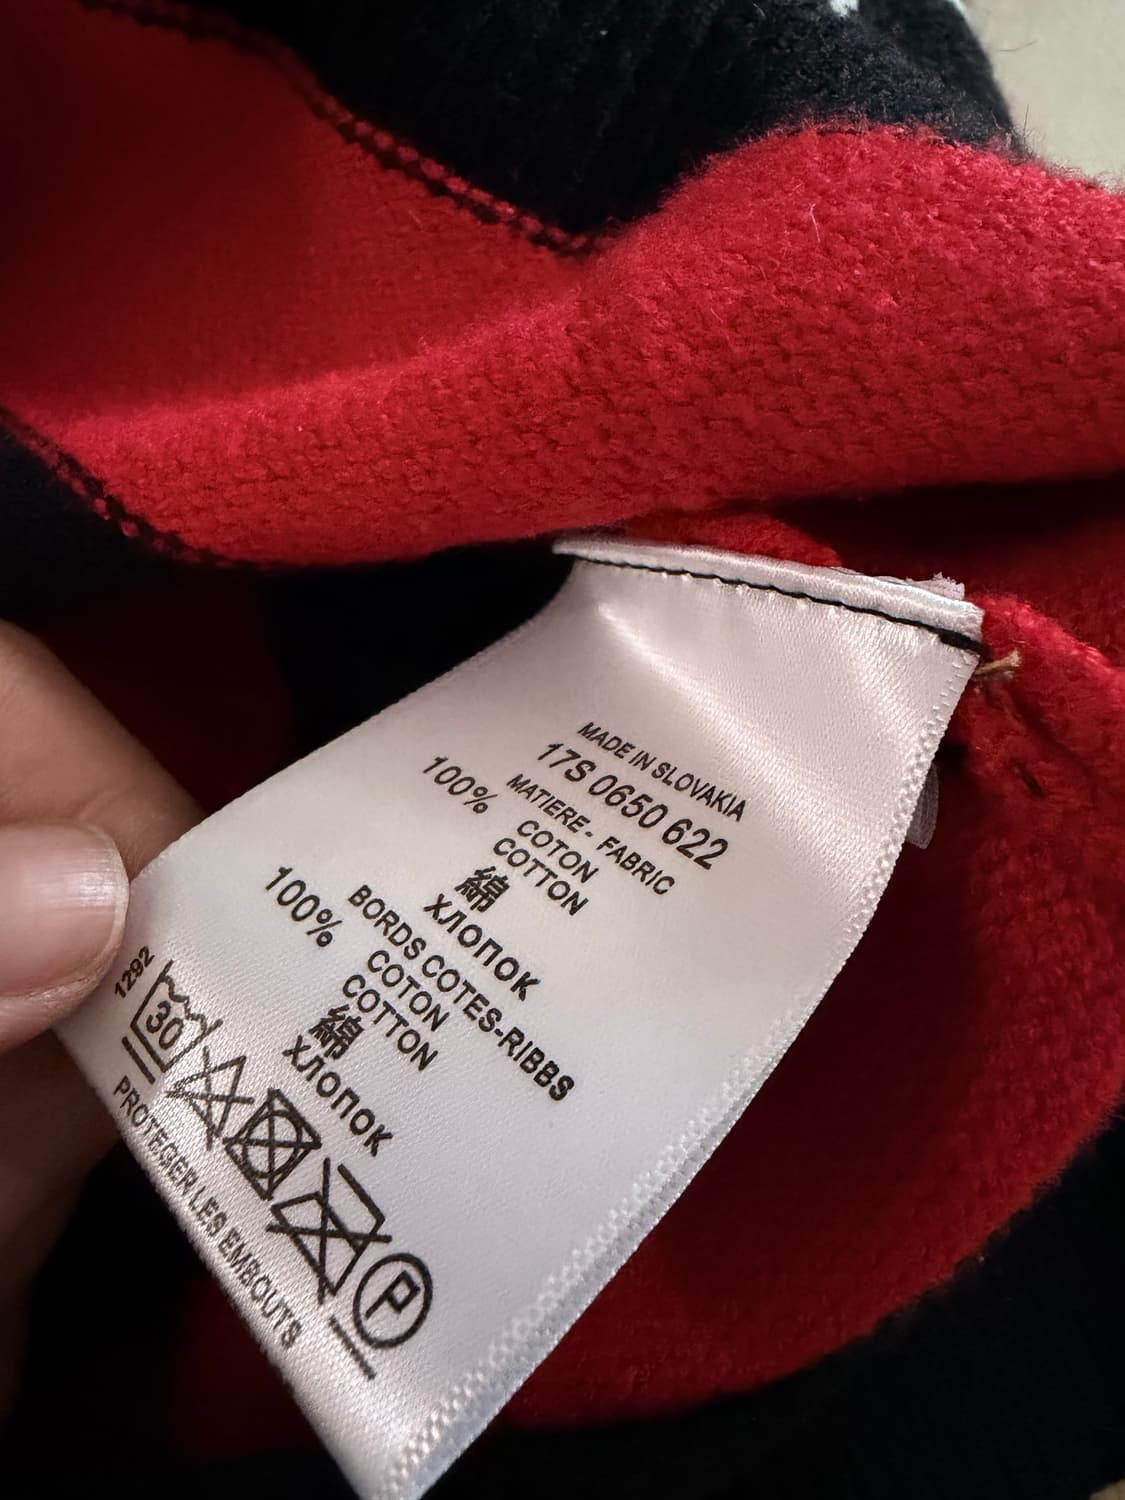 MADE IN SLOVAKIA
17S 0650 622
MATIERE - FABRIC
100% COTON
COTTON
綿
ХЛОПОК
BORDS COTES-RIBBS
100% COTON
COTTON
綿
ХЛОПОК
1292
30
P
PROTEGER LES EMBOUTS